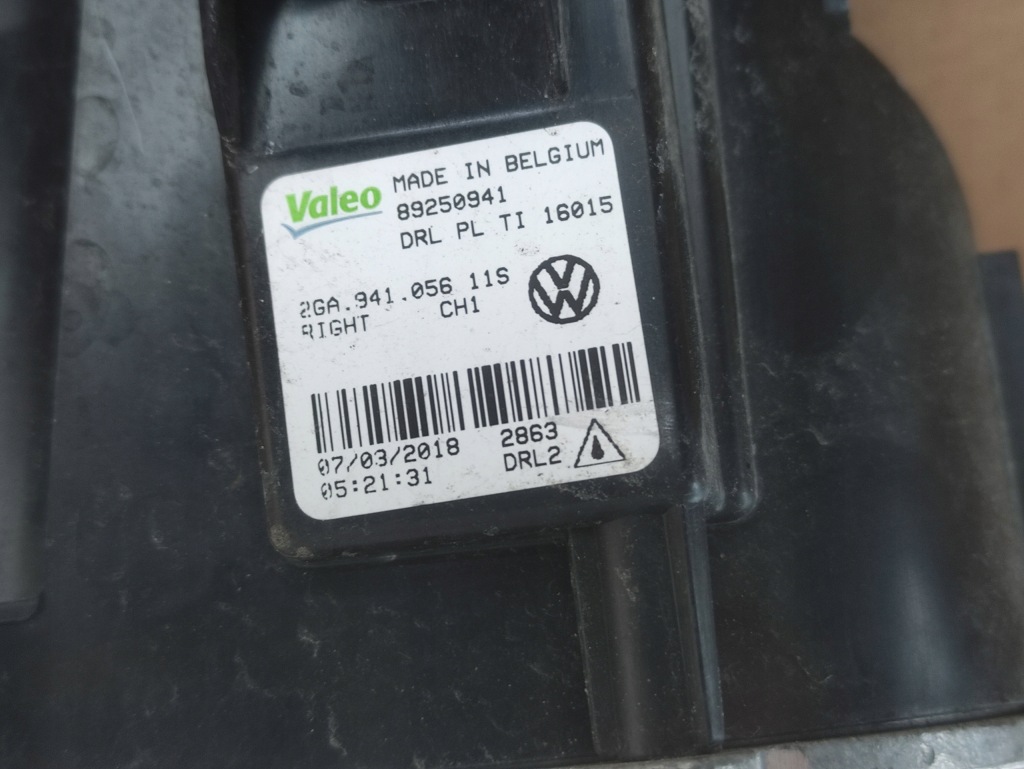 Valeo
MADE IN BELGIUM
89250941
DRL PL TI 16015
2GA.941.056 11S
RIGHT CH1
07/03/2018 2863
05:21:31 DRL2